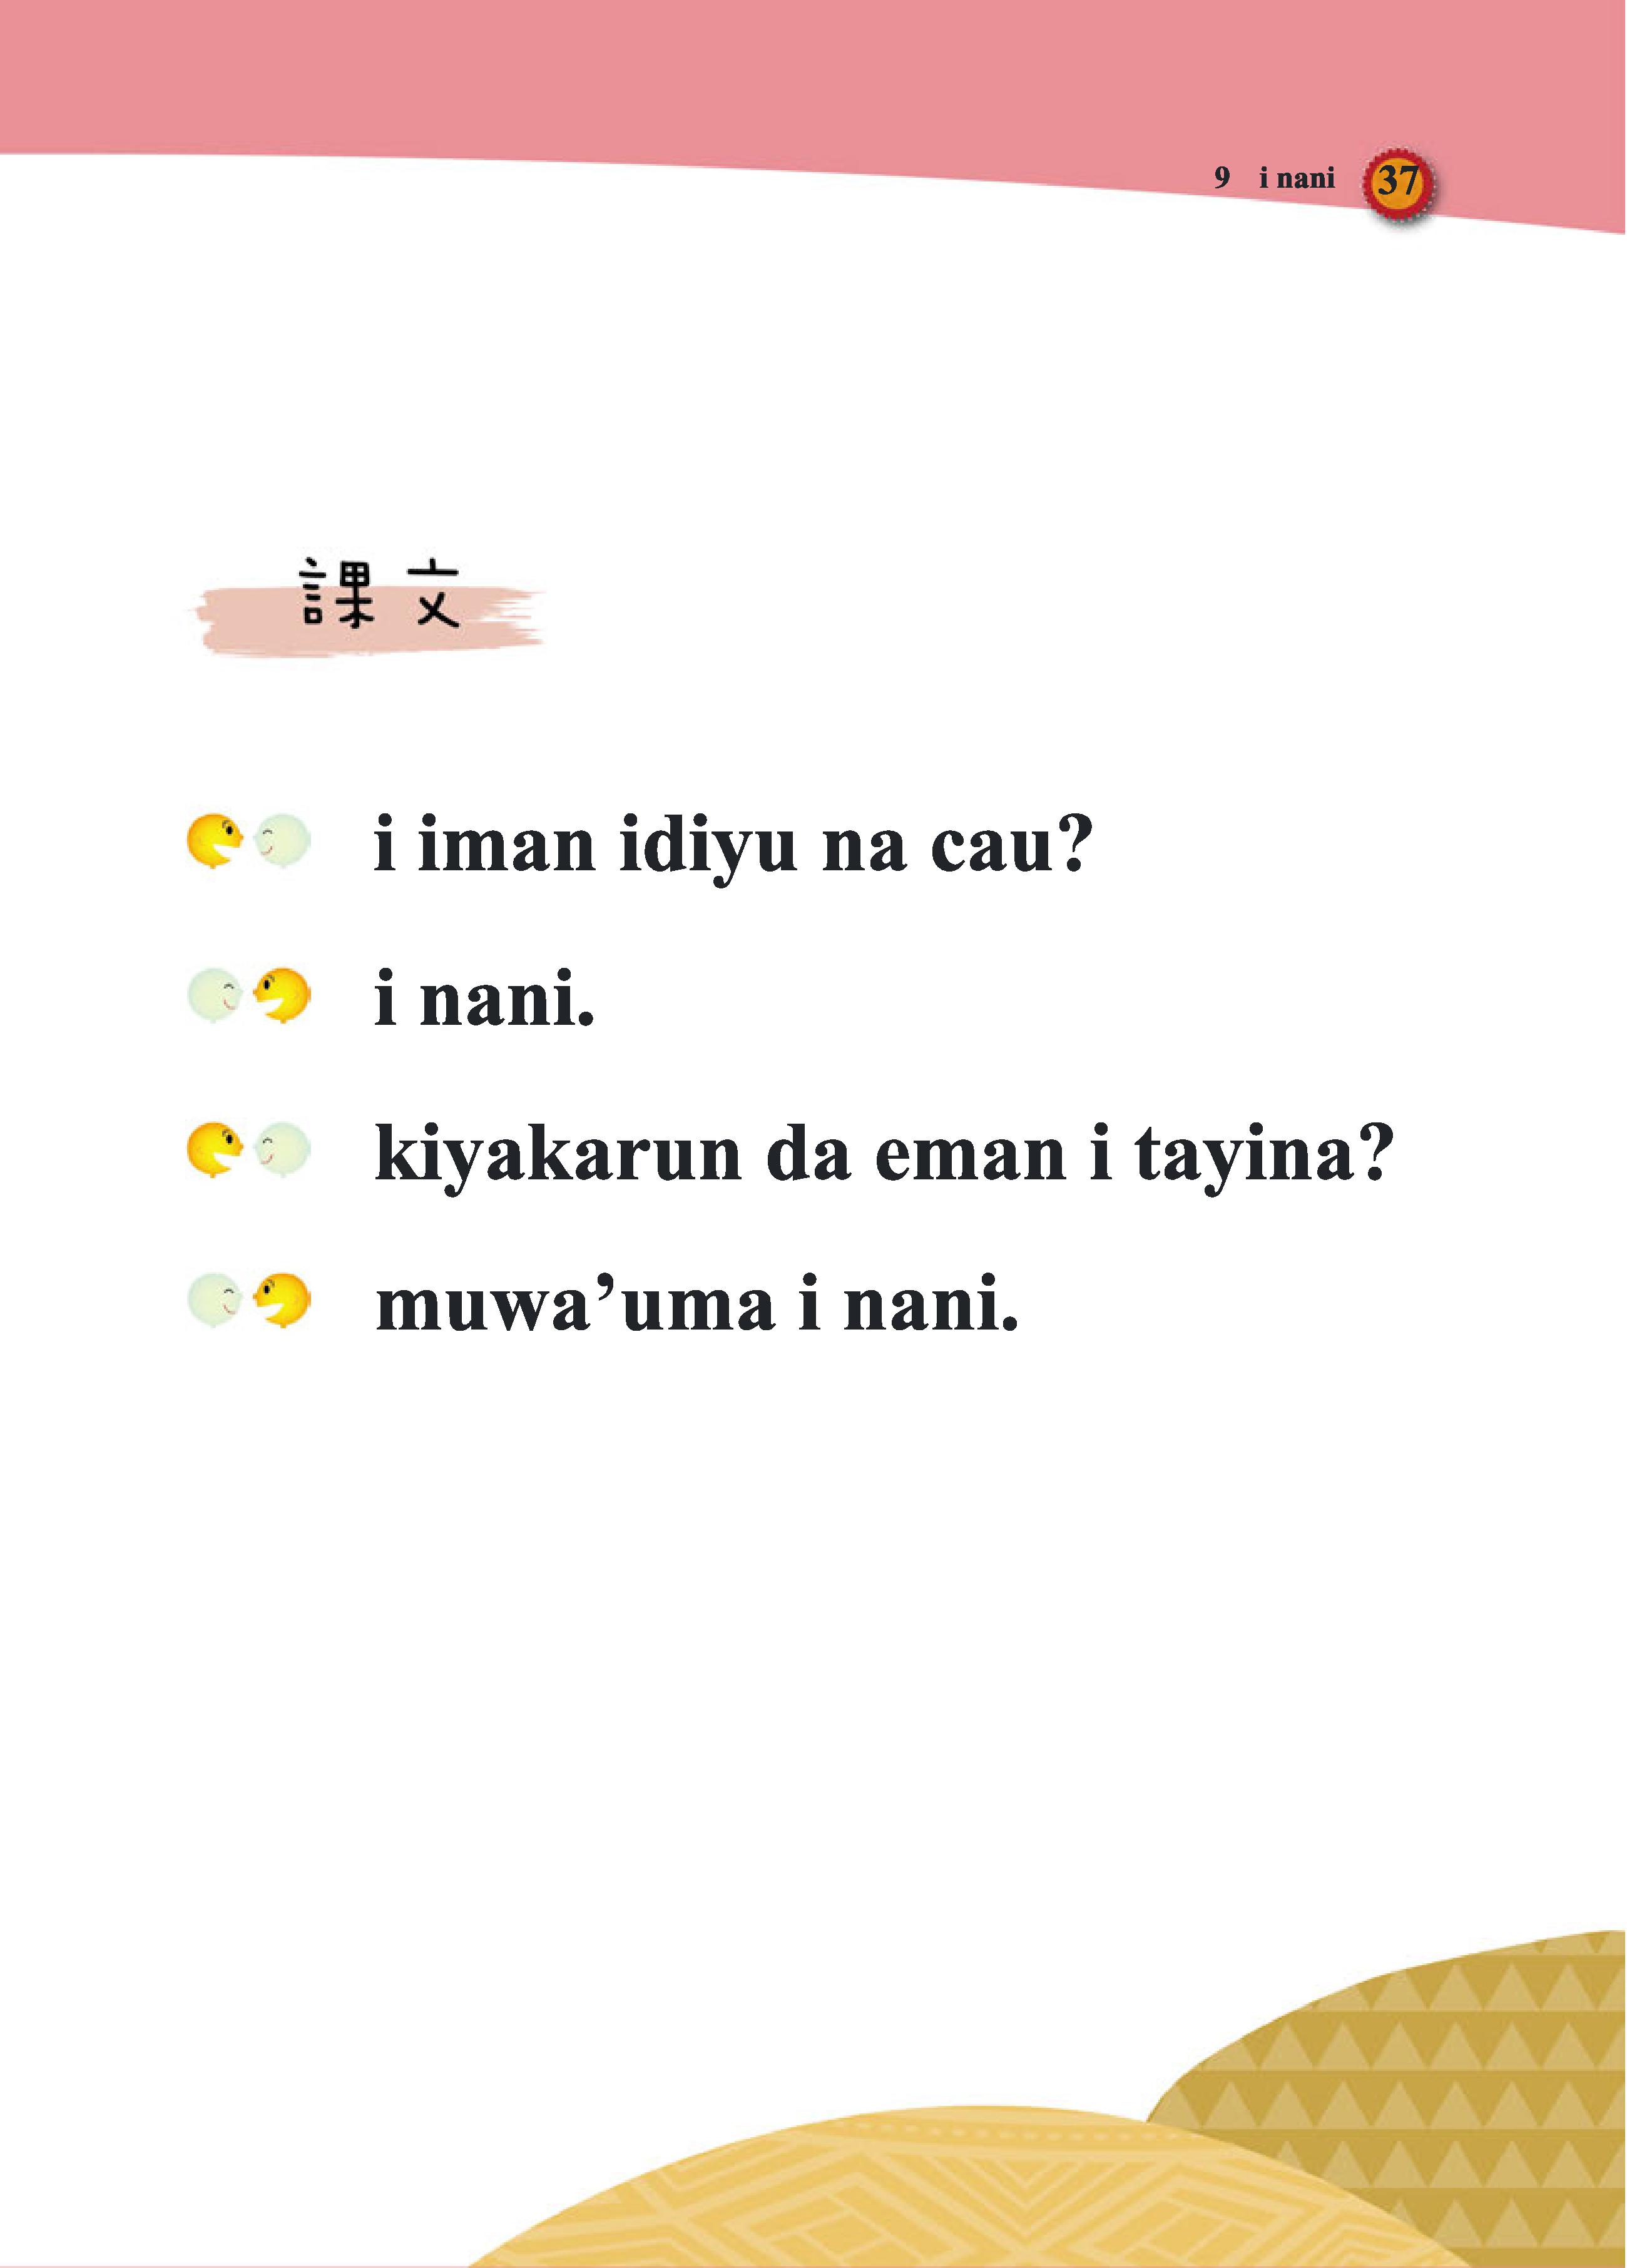 9 i nani 37
課文
i iman idiyu na cau?
i nani.
kiyakarun da eman i tayina?
muwa’uma i nani.